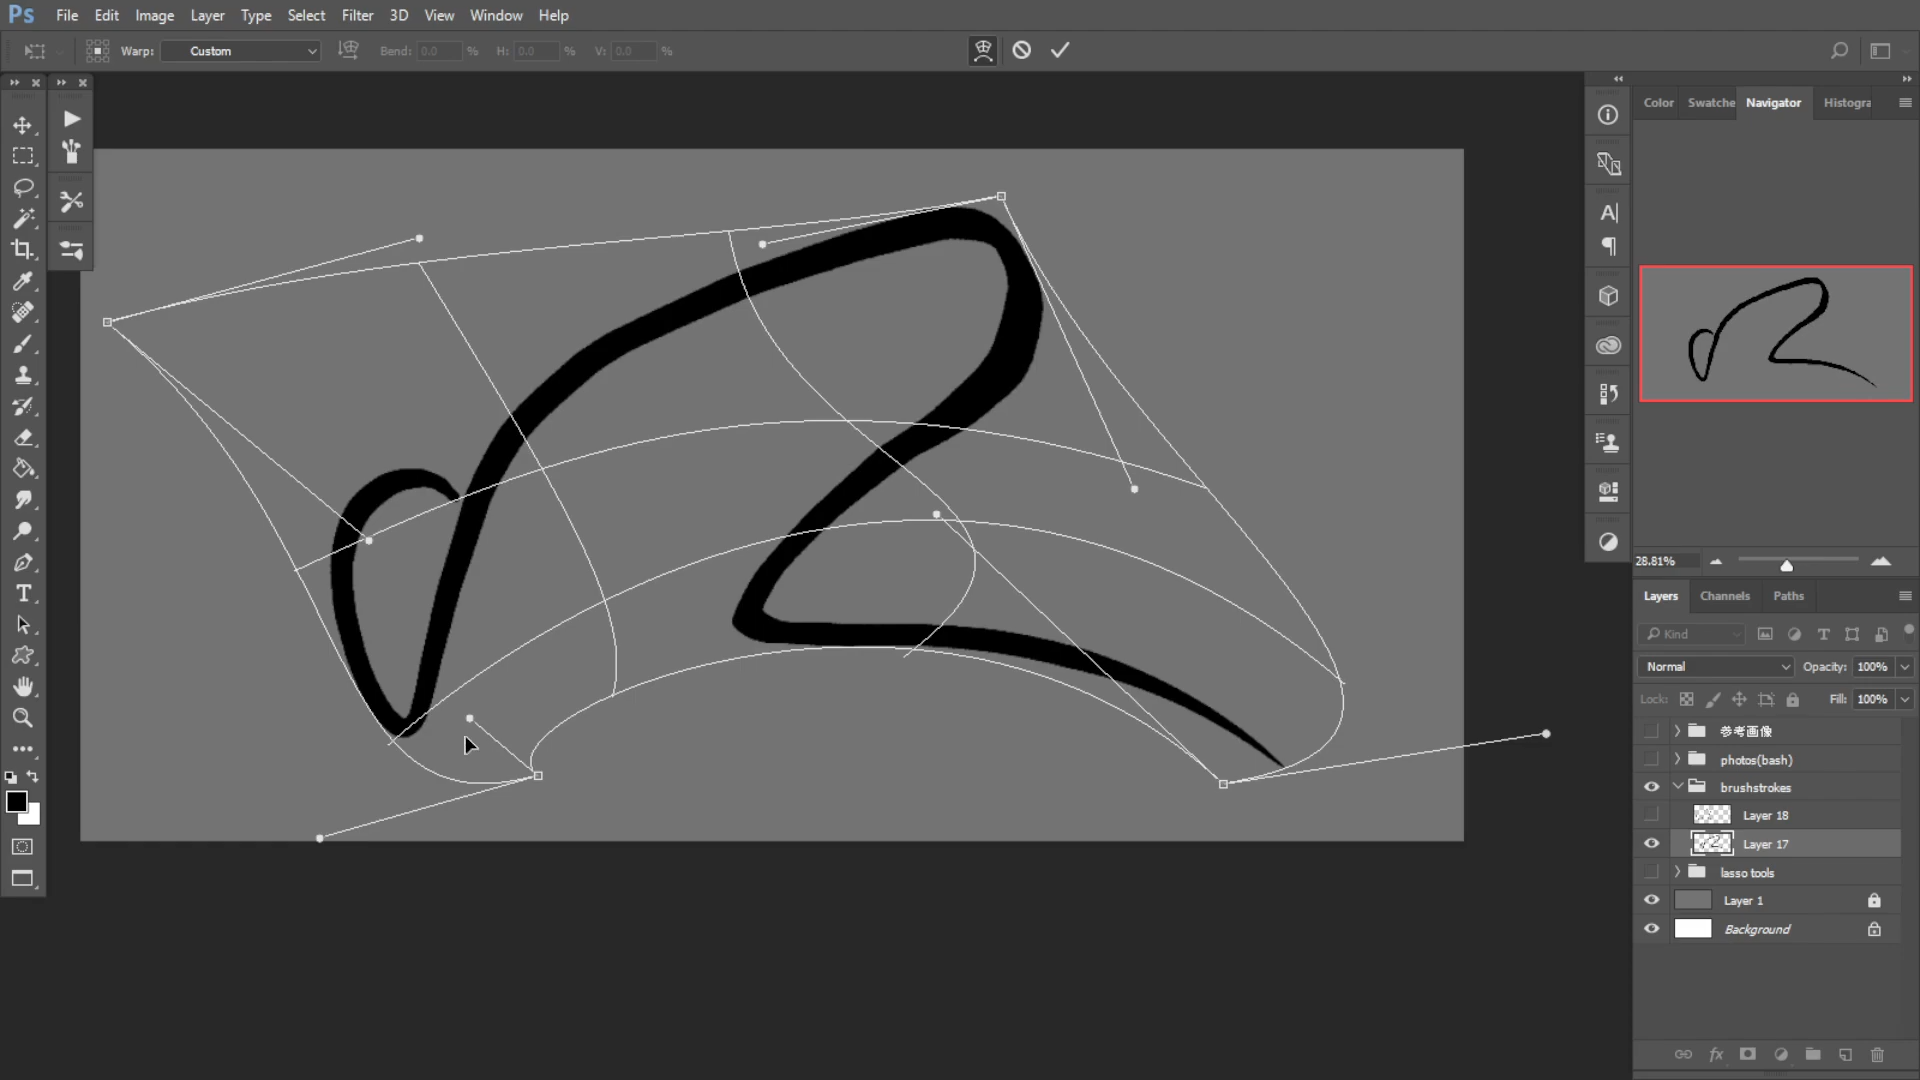 Ps File Edit Image Layer Type Select Filter 3D View Window Help
Warp: Custom Bend: 0.0 % H: 0.0 % V: 0.0 %
Color Swatche Navigator Histogra
28.81%
Layers Channels Paths
Kind
Normal Opacity: 100%
Lock: Fill: 100%
参考画像
photos(bash)
brushstrokes
Layer 18
Layer 17
lasso tools
Layer 1
Background